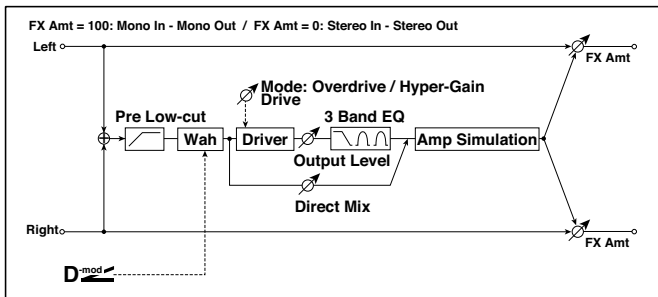 FX Amt = 100: Mono In - Mono Out / FX Amt = 0: Stereo In - Stereo Out
Left
FX Amt
Mode: Overdrive / Hyper-Gain
Drive
Pre Low-cut
3 Band EQ
Wah
Driver
Amp Simulation
Output Level
Direct Mix
Right
FX Amt
D-mod